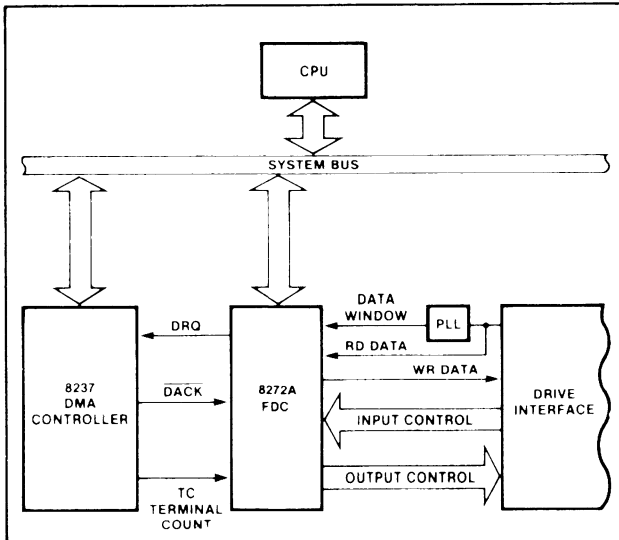 CPU
SYSTEM BUS
8237
DMA
CONTROLLER
DRQ
DACK
TC
TERMINAL
COUNT
8272A
FDC
DATA
WINDOW
PLL
RD DATA
WR DATA
INPUT CONTROL
OUTPUT CONTROL
DRIVE
INTERFACE